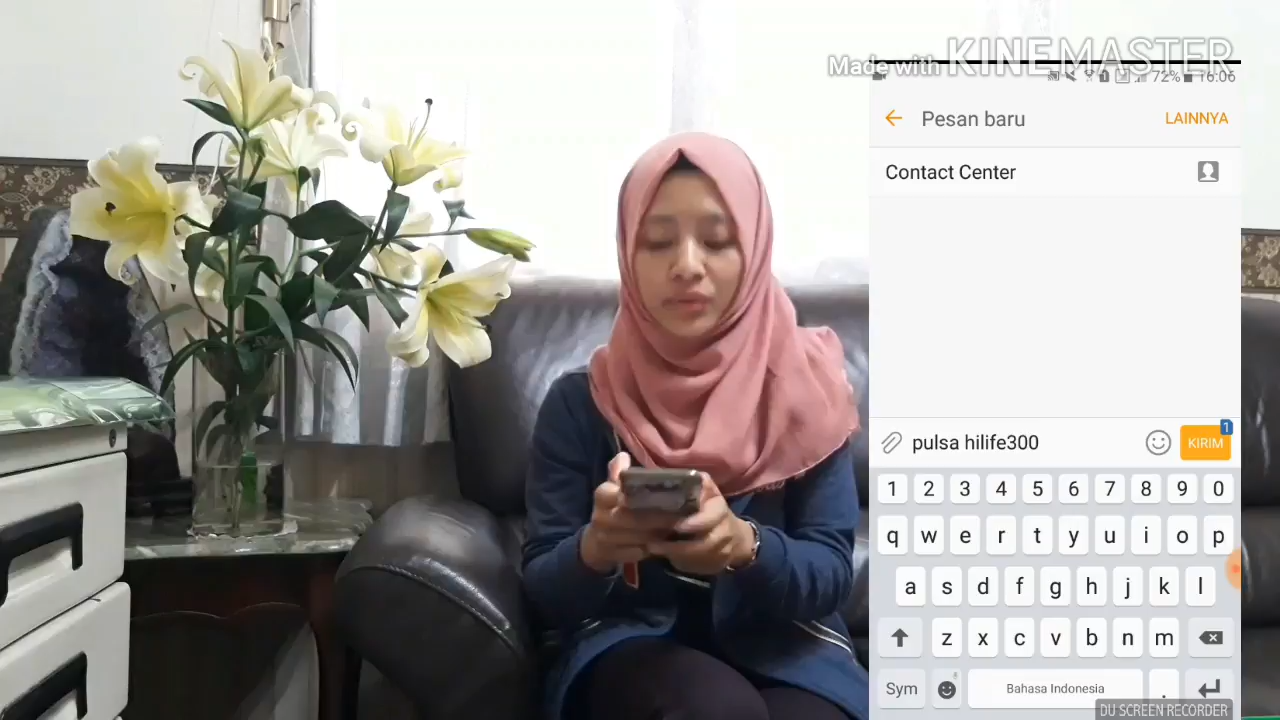 Made with KINEMASTER
72% 16:06
Pesan baru LAINNYA
Contact Center
pulsa hilife300 KIRIM 1
1 2 3 4 5 6 7 8 9 0
q w e r t y u i o p
a s d f g h j k l
z x c v b n m
Sym Bahasa Indonesia .
DU SCREEN RECORDER